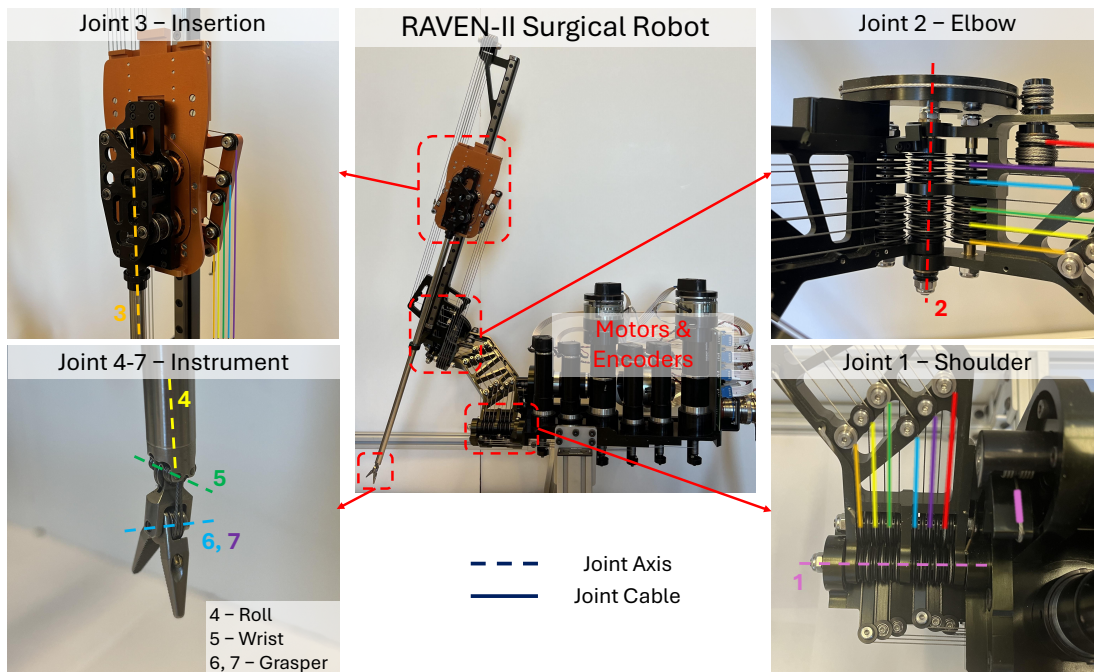 Joint 3 – Insertion
RAVEN-II Surgical Robot
Joint 2 – Elbow
3
2
Motors &
Encoders
Joint 4-7 – Instrument
Joint 1 – Shoulder
4
5
6, 7
1
4 – Roll
5 – Wrist
6, 7 – Grasper
Joint Axis
Joint Cable